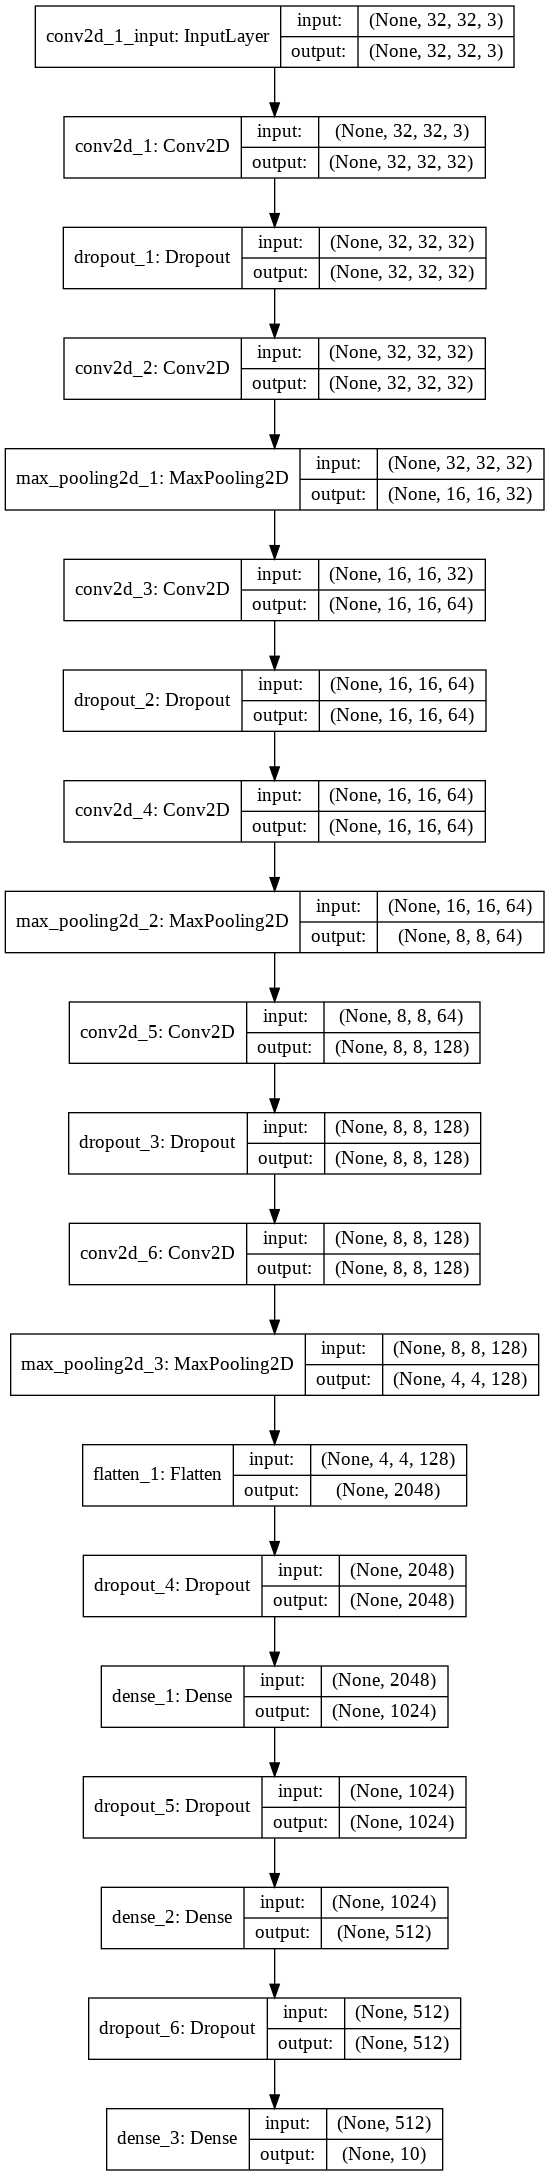 conv2d_1_input: InputLayer
input: (None, 32, 32, 3)
output: (None, 32, 32, 3)
conv2d_1: Conv2D
input: (None, 32, 32, 3)
output: (None, 32, 32, 32)
dropout_1: Dropout
input: (None, 32, 32, 32)
output: (None, 32, 32, 32)
conv2d_2: Conv2D
input: (None, 32, 32, 32)
output: (None, 32, 32, 32)
max_pooling2d_1: MaxPooling2D
input: (None, 32, 32, 32)
output: (None, 16, 16, 32)
conv2d_3: Conv2D
input: (None, 16, 16, 32)
output: (None, 16, 16, 64)
dropout_2: Dropout
input: (None, 16, 16, 64)
output: (None, 16, 16, 64)
conv2d_4: Conv2D
input: (None, 16, 16, 64)
output: (None, 16, 16, 64)
max_pooling2d_2: MaxPooling2D
input: (None, 16, 16, 64)
output: (None, 8, 8, 64)
conv2d_5: Conv2D
input: (None, 8, 8, 64)
output: (None, 8, 8, 128)
dropout_3: Dropout
input: (None, 8, 8, 128)
output: (None, 8, 8, 128)
conv2d_6: Conv2D
input: (None, 8, 8, 128)
output: (None, 8, 8, 128)
max_pooling2d_3: MaxPooling2D
input: (None, 8, 8, 128)
output: (None, 4, 4, 128)
flatten_1: Flatten
input: (None, 4, 4, 128)
output: (None, 2048)
dropout_4: Dropout
input: (None, 2048)
output: (None, 2048)
dense_1: Dense
input: (None, 2048)
output: (None, 1024)
dropout_5: Dropout
input: (None, 1024)
output: (None, 1024)
dense_2: Dense
input: (None, 1024)
output: (None, 512)
dropout_6: Dropout
input: (None, 512)
output: (None, 512)
dense_3: Dense
input: (None, 512)
output: (None, 10)